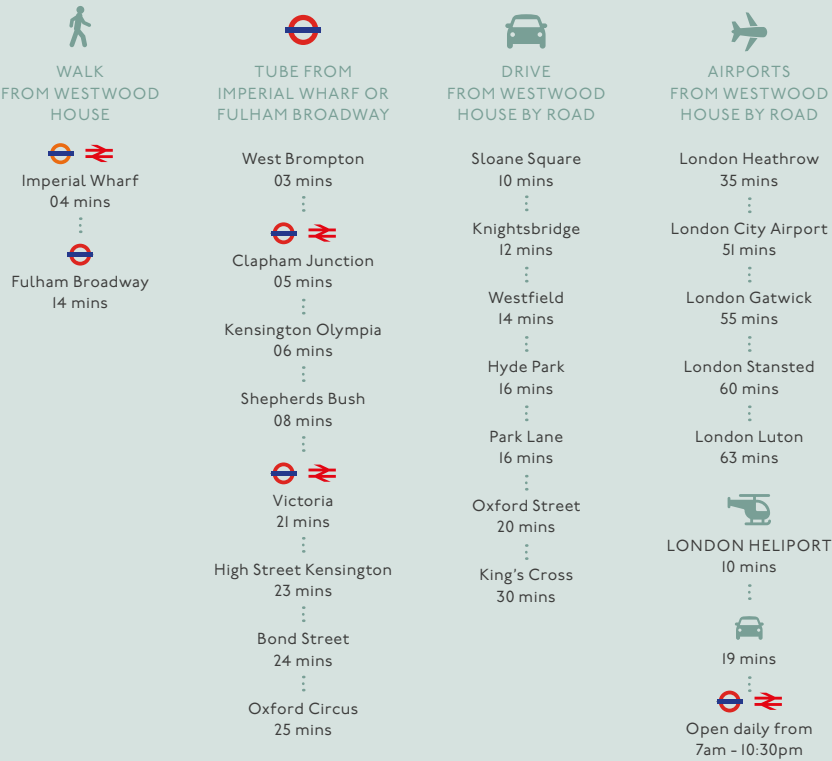 WALK
FROM WESTWOOD
HOUSE
Imperial Wharf
04 mins
Fulham Broadway
14 mins
TUBE FROM
IMPERIAL WHARF OR
FULHAM BROADWAY
West Brompton
03 mins
Clapham Junction
05 mins
Kensington Olympia
06 mins
Shepherds Bush
08 mins
Victoria
21 mins
High Street Kensington
23 mins
Bond Street
24 mins
Oxford Circus
25 mins
DRIVE
FROM WESTWOOD
HOUSE BY ROAD
Sloane Square
10 mins
Knightsbridge
12 mins
Westfield
14 mins
Hyde Park
16 mins
Park Lane
16 mins
Oxford Street
20 mins
King's Cross
30 mins
AIRPORTS
FROM WESTWOOD
HOUSE BY ROAD
London Heathrow
35 mins
London City Airport
51 mins
London Gatwick
55 mins
London Stansted
60 mins
London Luton
63 mins
LONDON HELIPORT
10 mins
19 mins
Open daily from
7am - 10:30pm